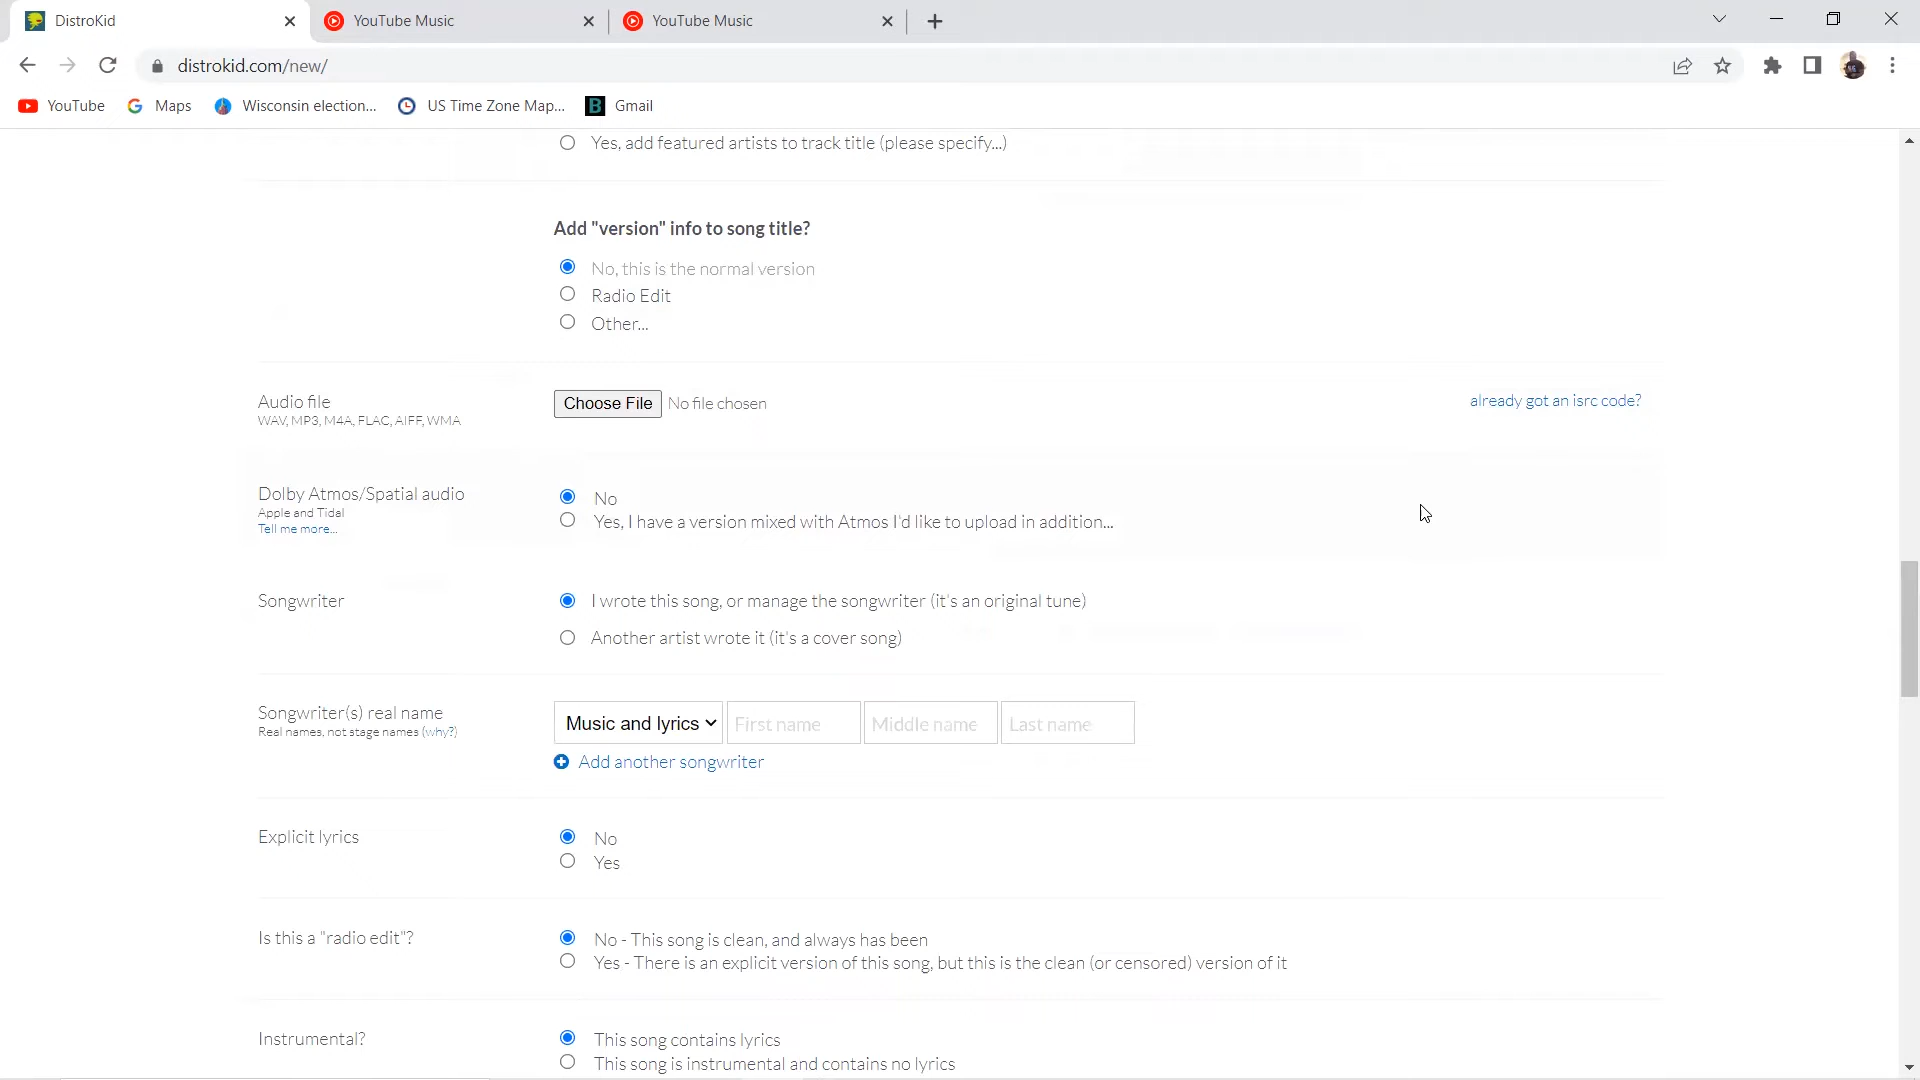 DistroKid
YouTube Music
YouTube Music
distrokid.com/new/
YouTube
Maps
Wisconsin election...
US Time Zone Map...
B
Gmail
Yes, add featured artists to track title (please specify...)
Add "version" info to song title?
No, this is the normal version
Radio Edit
Other...
Audio file
WAV, MP3, M4A, FLAC, AIFF, WMA
Choose File No file chosen
already got an isrc code?
Dolby Atmos/Spatial audio
Apple and Tidal
Tell me more...
No
Yes, I have a version mixed with Atmos I'd like to upload in addition...
Songwriter
I wrote this song, or manage the songwriter (it's an original tune)
Another artist wrote it (it's a cover song)
Songwriter(s) real name
Real names, not stage names (why?)
Music and lyrics
First name
Middle name
Last name
Add another songwriter
Explicit lyrics
No
Yes
Is this a "radio edit"?
No - This song is clean, and always has been
Yes - There is an explicit version of this song, but this is the clean (or censored) version of it
Instrumental?
This song contains lyrics
This song is instrumental and contains no lyrics